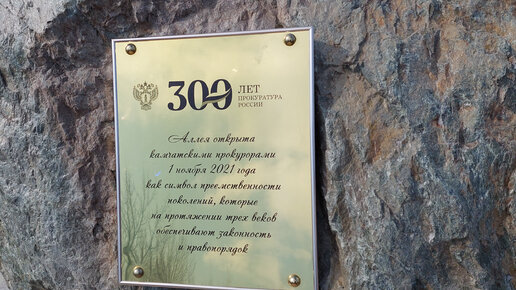 300 ЛЕТ
ПРОКУРАТУРА
РОССИИ
Аллея открыта
камчатскими прокурорами
1 ноября 2021 года
как символ преемственности
поколений, которые
на протяжении трех веков
обеспечивают законность
и правопорядок